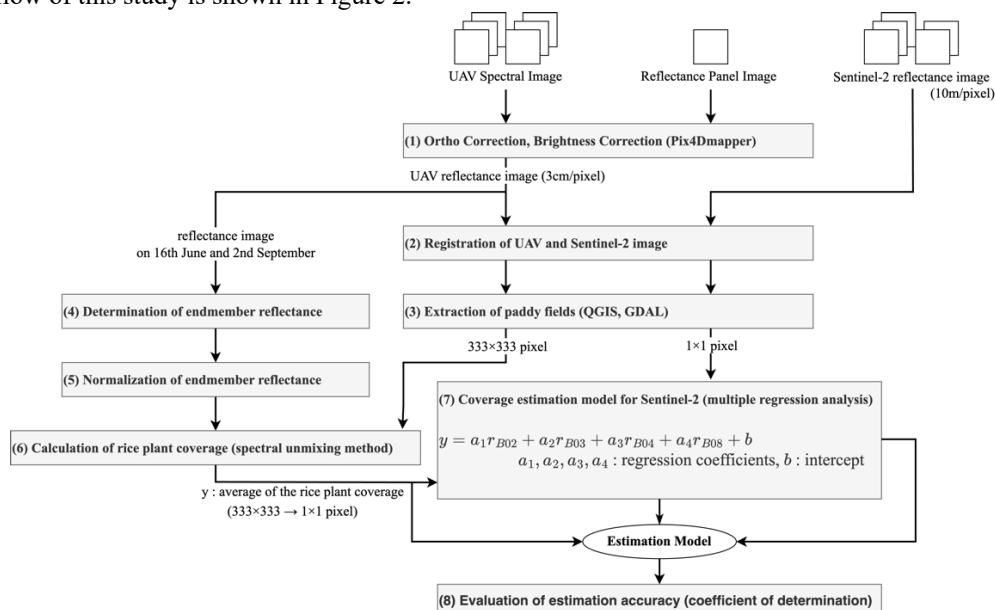 now of this study is shown in Figure 2.
UAV Spectral Image
Reflectance Panel Image
Sentinel-2 reflectance image
(10m/pixel)
(1) Ortho Correction, Brightness Correction (Pix4Dmapper)
UAV reflectance image (3cm/pixel)
reflectance image
on 16th June and 2nd September
(2) Registration of UAV and Sentinel-2 image
(4) Determination of endmember reflectance
(3) Extraction of paddy fields (QGIS, GDAL)
333×333 pixel
1×1 pixel
(5) Normalization of endmember reflectance
(7) Coverage estimation model for Sentinel-2 (multiple regression analysis)
y = a₁r_B02 + a₂r_B03 + a₃r_B04 + a₄r_B08 + b
a₁, a₂, a₃, a₄ : regression coefficients, b : intercept
(6) Calculation of rice plant coverage (spectral unmixing method)
y : average of the rice plant coverage
(333×333 → 1×1 pixel)
Estimation Model
(8) Evaluation of estimation accuracy (coefficient of determination)